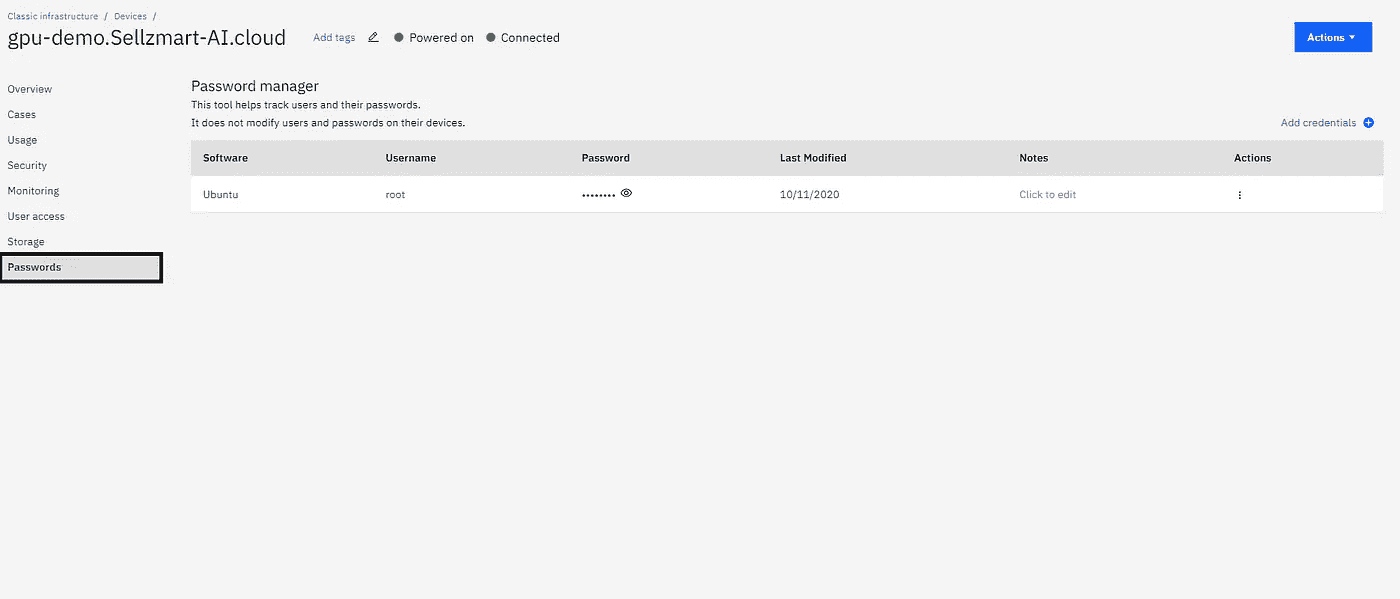 Classic infrastructure / Devices /
gpu-demo.Sellzmart-AI.cloud Add tags Powered on Connected Actions
Overview
Cases
Usage
Security
Monitoring
User access
Storage
Passwords
Password manager
This tool helps track users and their passwords.
It does not modify users and passwords on their devices.
Add credentials
Software Username Password Last Modified Notes Actions
Ubuntu root •••••••• 10/11/2020 Click to edit